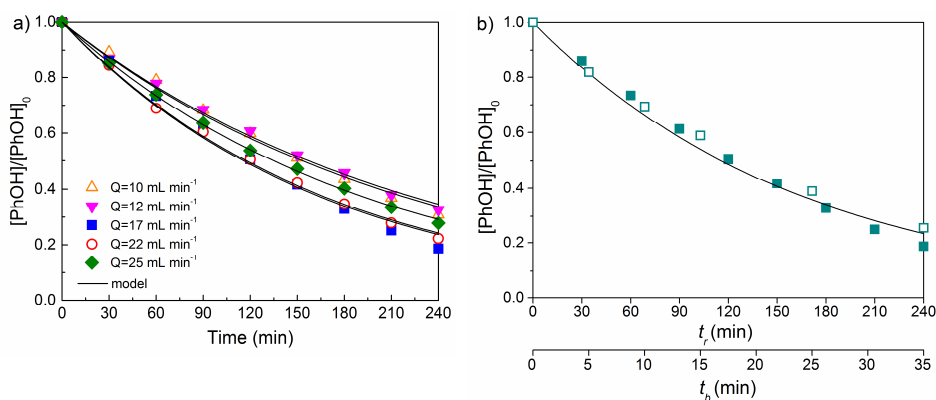 a)
[PhOH]/[PhOH]₀
1.0
0.8
0.6
0.4
0.2
0.0
Q=10 mL min⁻¹
Q=12 mL min⁻¹
Q=17 mL min⁻¹
Q=22 mL min⁻¹
Q=25 mL min⁻¹
model
0 30 60 90 120 150 180 210 240
Time (min)
b)
[PhOH]/[PhOH]₀
1.0
0.8
0.6
0.4
0.2
0.0
0 30 60 90 120 150 180 210 240
tᵣ (min)
0 5 10 15 20 25 30 35
t_b (min)